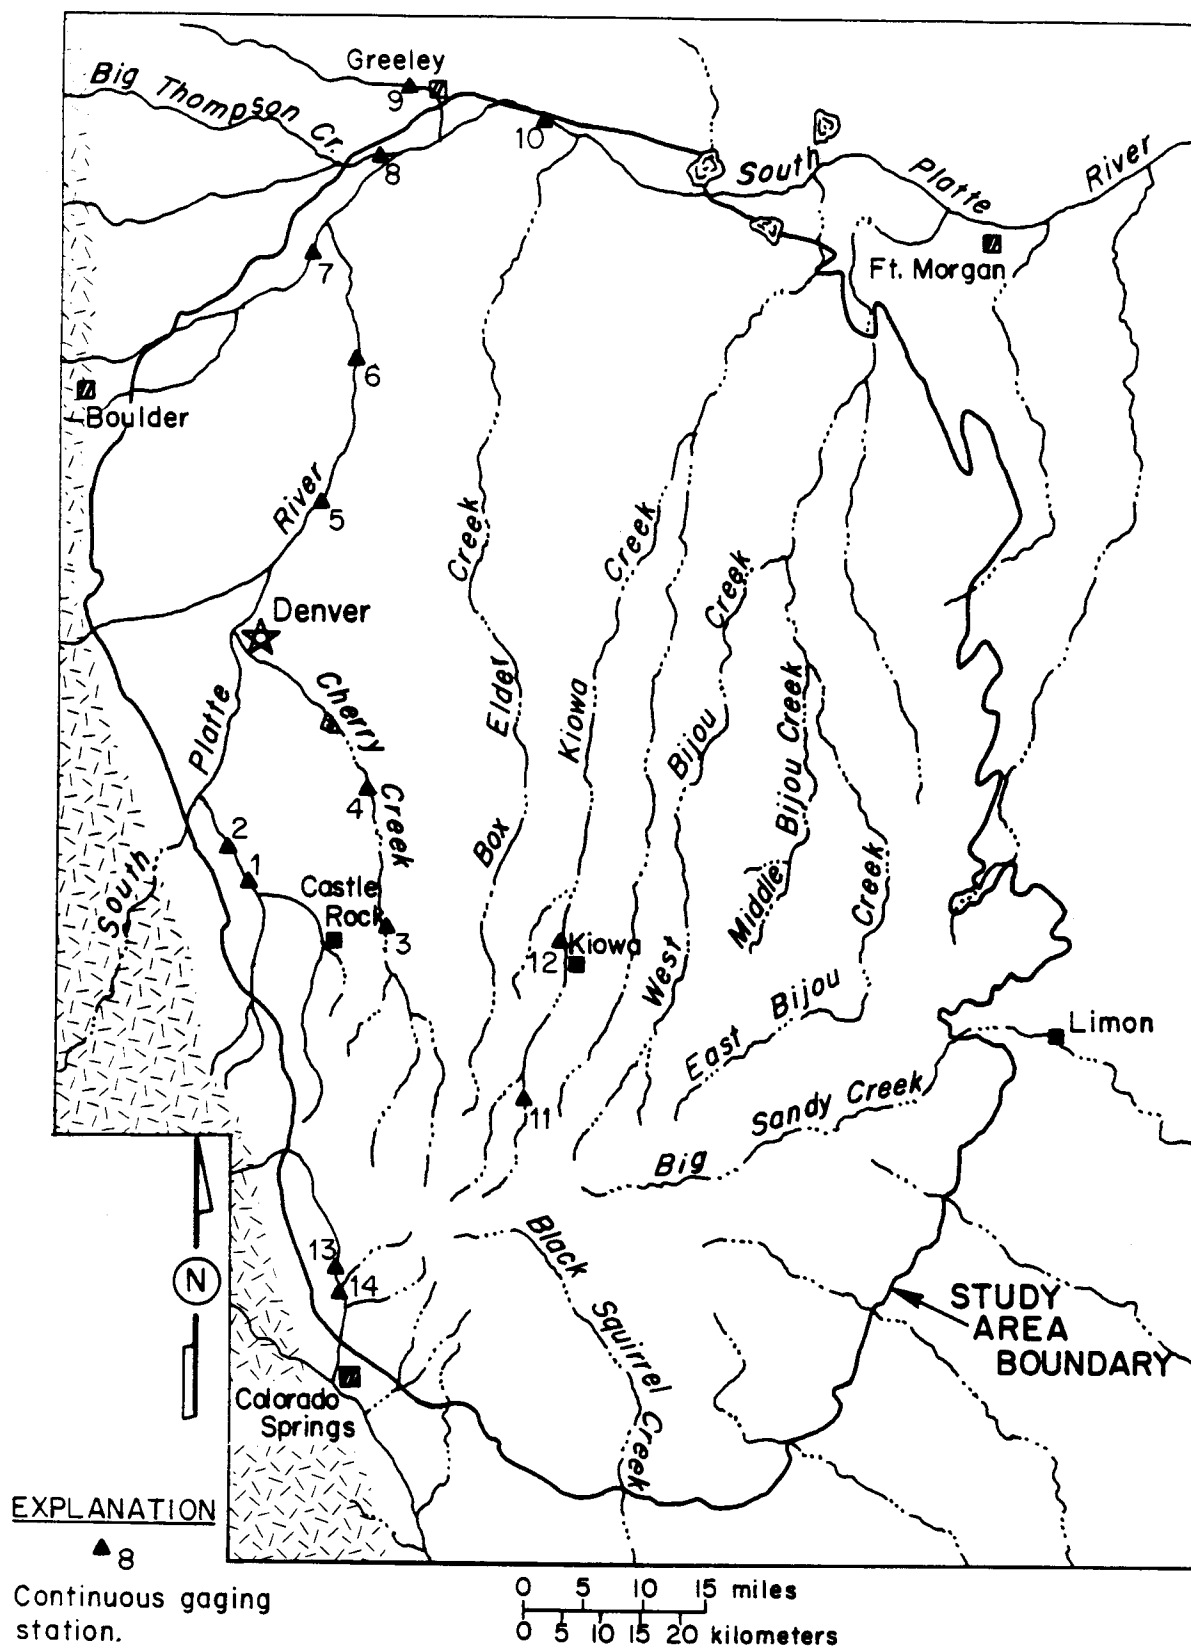 Greeley
Big Thompson Cr.
9
10
8
South Platte River
7
Ft. Morgan
6
Boulder
River
5
Creek
Creek
Creek
Denver
Elder
Kiowa
Bijou
Cherry
Platte
Bijou Creek
4
Creek
2
Box
1
South
Castle
Rock
3
Middle
Creek
Kiowa
12
West
Bijou
East
Limon
11
Sandy Creek
Big
N
13
14
Black
Squirrel
Creek
STUDY
AREA
BOUNDARY
Colorado
Springs
EXPLANATION
8
Continuous gaging
station.
0 5 10 15 miles
0 5 10 15 20 kilometers